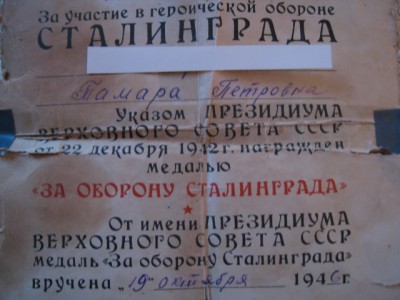 За участие в героической обороне
СТАЛИНГРАДА
Тамара Петровна
Указом ПРЕЗИДИУМА
ВЕРХОВНОГО СОВЕТА СССР
от 22 декабря 1942 г. награжден
медалью
«ЗА ОБОРОНУ СТАЛИНГРАДА»
От имени ПРЕЗИДИУМА
ВЕРХОВНОГО СОВЕТА СССР
медаль «За оборону Сталинграда»
вручена „19" октября 1946 г.